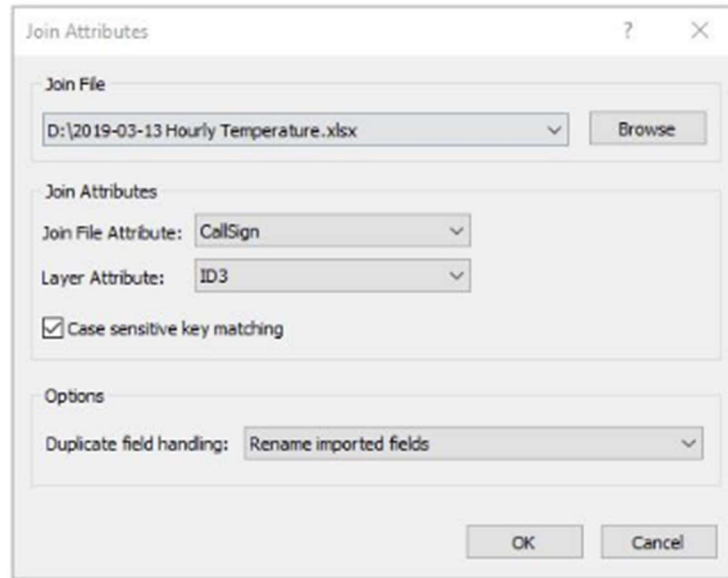 Join Attributes ?
Join File
D:\2019-03-13 Hourly Temperature.xlsx Browse
Join Attributes
Join File Attribute: CallSign
Layer Attribute: ID3
Case sensitive key matching
Options
Duplicate field handling: Rename imported fields
OK Cancel